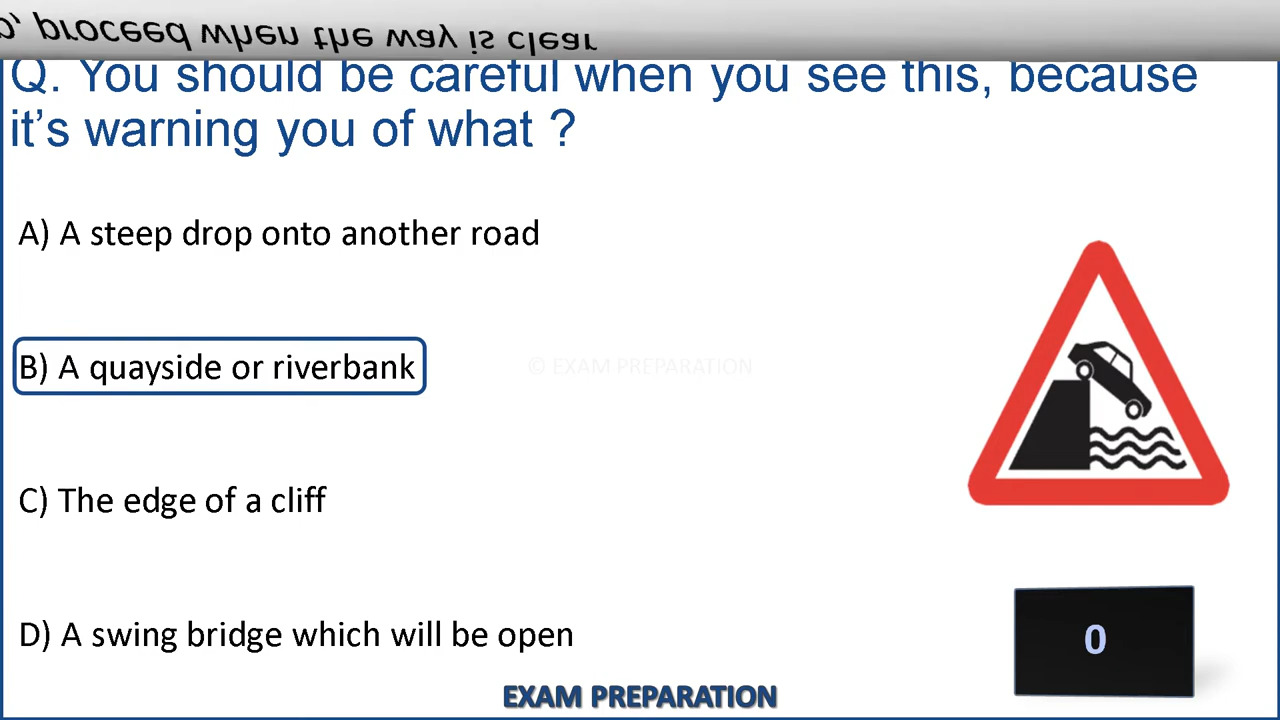 , proceed when the way is clear
Q. You should be careful when you see this, because
it's warning you of what ?
A) A steep drop onto another road
B) A quayside or riverbank
© EXAM PREPARATION
C) The edge of a cliff
D) A swing bridge which will be open
0
EXAM PREPARATION